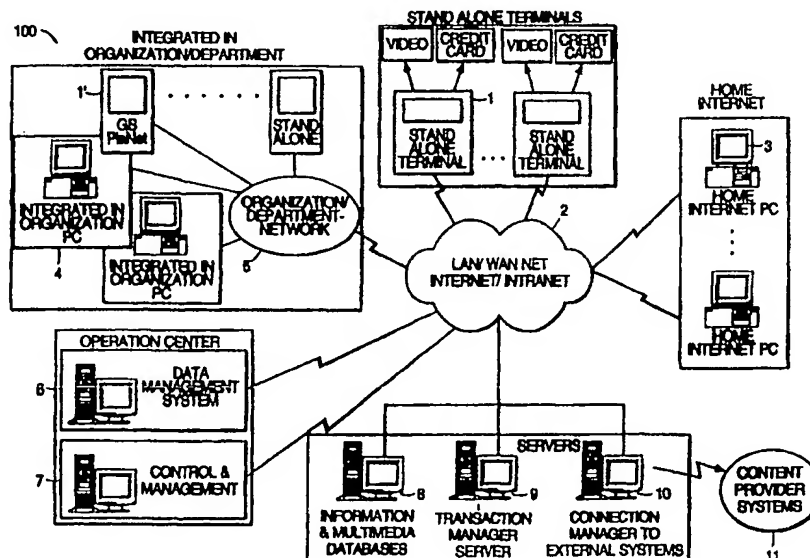 100
INTEGRATED IN
ORGANIZATION/DEPARTMENT
1'
GS
STAND
ALONE
INTEGRATED IN
ORGANIZATION
PC
4
INTEGRATED IN
ORGANIZATION
PC
ORGANIZATION/
DEPARTMENT-
NETWORK
5
STAND ALONE TERMINALS
VIDEO
CREDIT
CARD
VIDEO
CREDIT
CARD
1
STAND
ALONE
TERMINAL
STAND
ALONE
TERMINAL
HOME
INTERNET
3
HOME
INTERNET PC
HOME
INTERNET PC
2
LAN/ WAN NET
INTERNET/ INTRANET
OPERATION CENTER
6
DATA
MANAGEMENT
SYSTEM
7
CONTROL &
MANAGEMENT
SERVERS
8
INFORMATION
& MULTIMEDIA
DATABASES
9
TRANSACTION
MANAGER
SERVER
10
CONNECTION
MANAGER TO
EXTERNAL SYSTEMS
CONTENT
PROVIDER
SYSTEMS
11